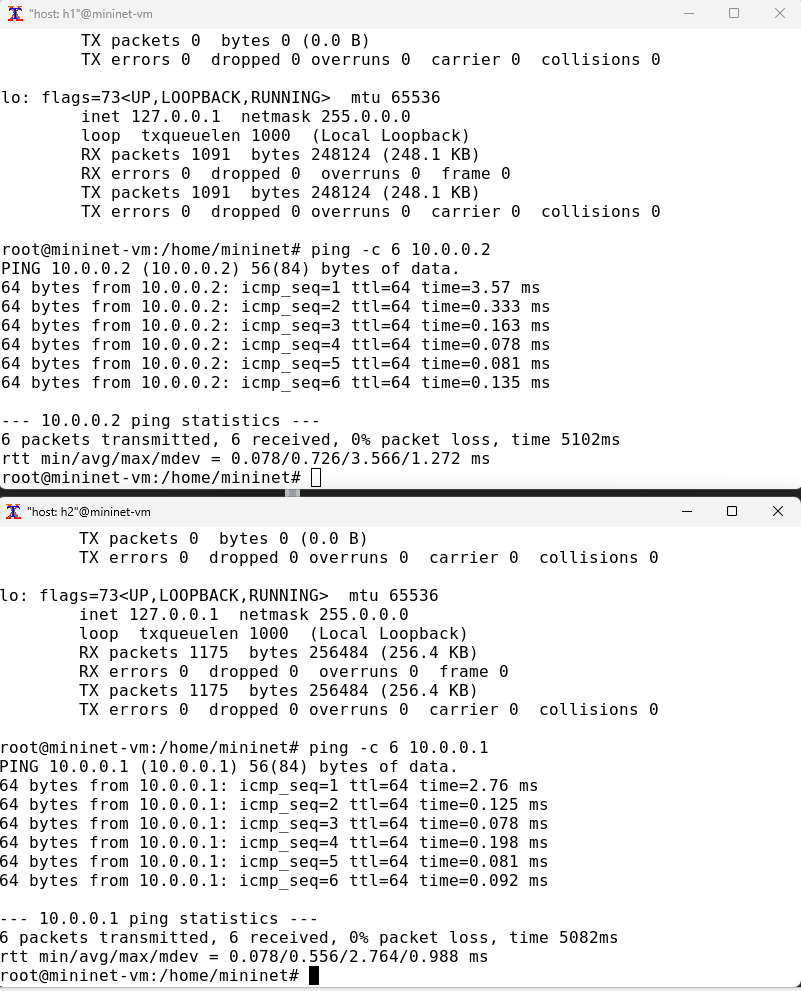 "host: h1"@mininet-vm
        TX packets 0  bytes 0 (0.0 B)
        TX errors 0  dropped 0 overruns 0  carrier 0  collisions 0
lo: flags=73<UP,LOOPBACK,RUNNING>  mtu 65536
        inet 127.0.0.1  netmask 255.0.0.0
        loop  txqueuelen 1000  (Local Loopback)
        RX packets 1091  bytes 248124 (248.1 KB)
        RX errors 0  dropped 0  overruns 0  frame 0
        TX packets 1091  bytes 248124 (248.1 KB)
        TX errors 0  dropped 0 overruns 0  carrier 0  collisions 0
root@mininet-vm:/home/mininet# ping -c 6 10.0.0.2
PING 10.0.0.2 (10.0.0.2) 56(84) bytes of data.
64 bytes from 10.0.0.2: icmp_seq=1 ttl=64 time=3.57 ms
64 bytes from 10.0.0.2: icmp_seq=2 ttl=64 time=0.333 ms
64 bytes from 10.0.0.2: icmp_seq=3 ttl=64 time=0.163 ms
64 bytes from 10.0.0.2: icmp_seq=4 ttl=64 time=0.078 ms
64 bytes from 10.0.0.2: icmp_seq=5 ttl=64 time=0.081 ms
64 bytes from 10.0.0.2: icmp_seq=6 ttl=64 time=0.135 ms
--- 10.0.0.2 ping statistics ---
6 packets transmitted, 6 received, 0% packet loss, time 5102ms
rtt min/avg/max/mdev = 0.078/0.726/3.566/1.272 ms
root@mininet-vm:/home/mininet#
"host: h2"@mininet-vm
        TX packets 0  bytes 0 (0.0 B)
        TX errors 0  dropped 0 overruns 0  carrier 0  collisions 0
lo: flags=73<UP,LOOPBACK,RUNNING>  mtu 65536
        inet 127.0.0.1  netmask 255.0.0.0
        loop  txqueuelen 1000  (Local Loopback)
        RX packets 1175  bytes 256484 (256.4 KB)
        RX errors 0  dropped 0  overruns 0  frame 0
        TX packets 1175  bytes 256484 (256.4 KB)
        TX errors 0  dropped 0 overruns 0  carrier 0  collisions 0
root@mininet-vm:/home/mininet# ping -c 6 10.0.0.1
PING 10.0.0.1 (10.0.0.1) 56(84) bytes of data.
64 bytes from 10.0.0.1: icmp_seq=1 ttl=64 time=2.76 ms
64 bytes from 10.0.0.1: icmp_seq=2 ttl=64 time=0.125 ms
64 bytes from 10.0.0.1: icmp_seq=3 ttl=64 time=0.078 ms
64 bytes from 10.0.0.1: icmp_seq=4 ttl=64 time=0.198 ms
64 bytes from 10.0.0.1: icmp_seq=5 ttl=64 time=0.081 ms
64 bytes from 10.0.0.1: icmp_seq=6 ttl=64 time=0.092 ms
--- 10.0.0.1 ping statistics ---
6 packets transmitted, 6 received, 0% packet loss, time 5082ms
rtt min/avg/max/mdev = 0.078/0.556/2.764/0.988 ms
root@mininet-vm:/home/mininet#